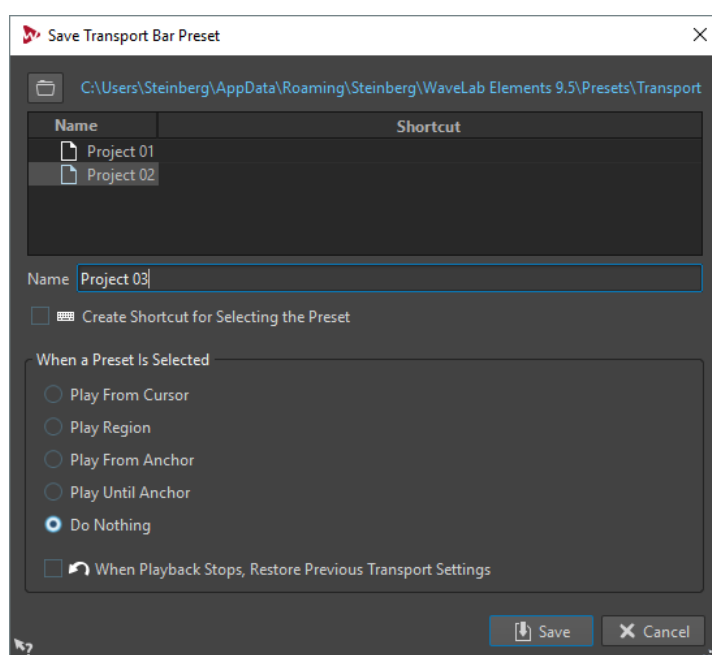 Save Transport Bar Preset
C:\Users\Steinberg\AppData\Roaming\Steinberg\WaveLab Elements 9.5\Presets\Transport
Name Shortcut
Project 01
Project 02
Name Project 03
Create Shortcut for Selecting the Preset
When a Preset Is Selected
Play From Cursor
Play Region
Play From Anchor
Play Until Anchor
Do Nothing
When Playback Stops, Restore Previous Transport Settings
Save Cancel